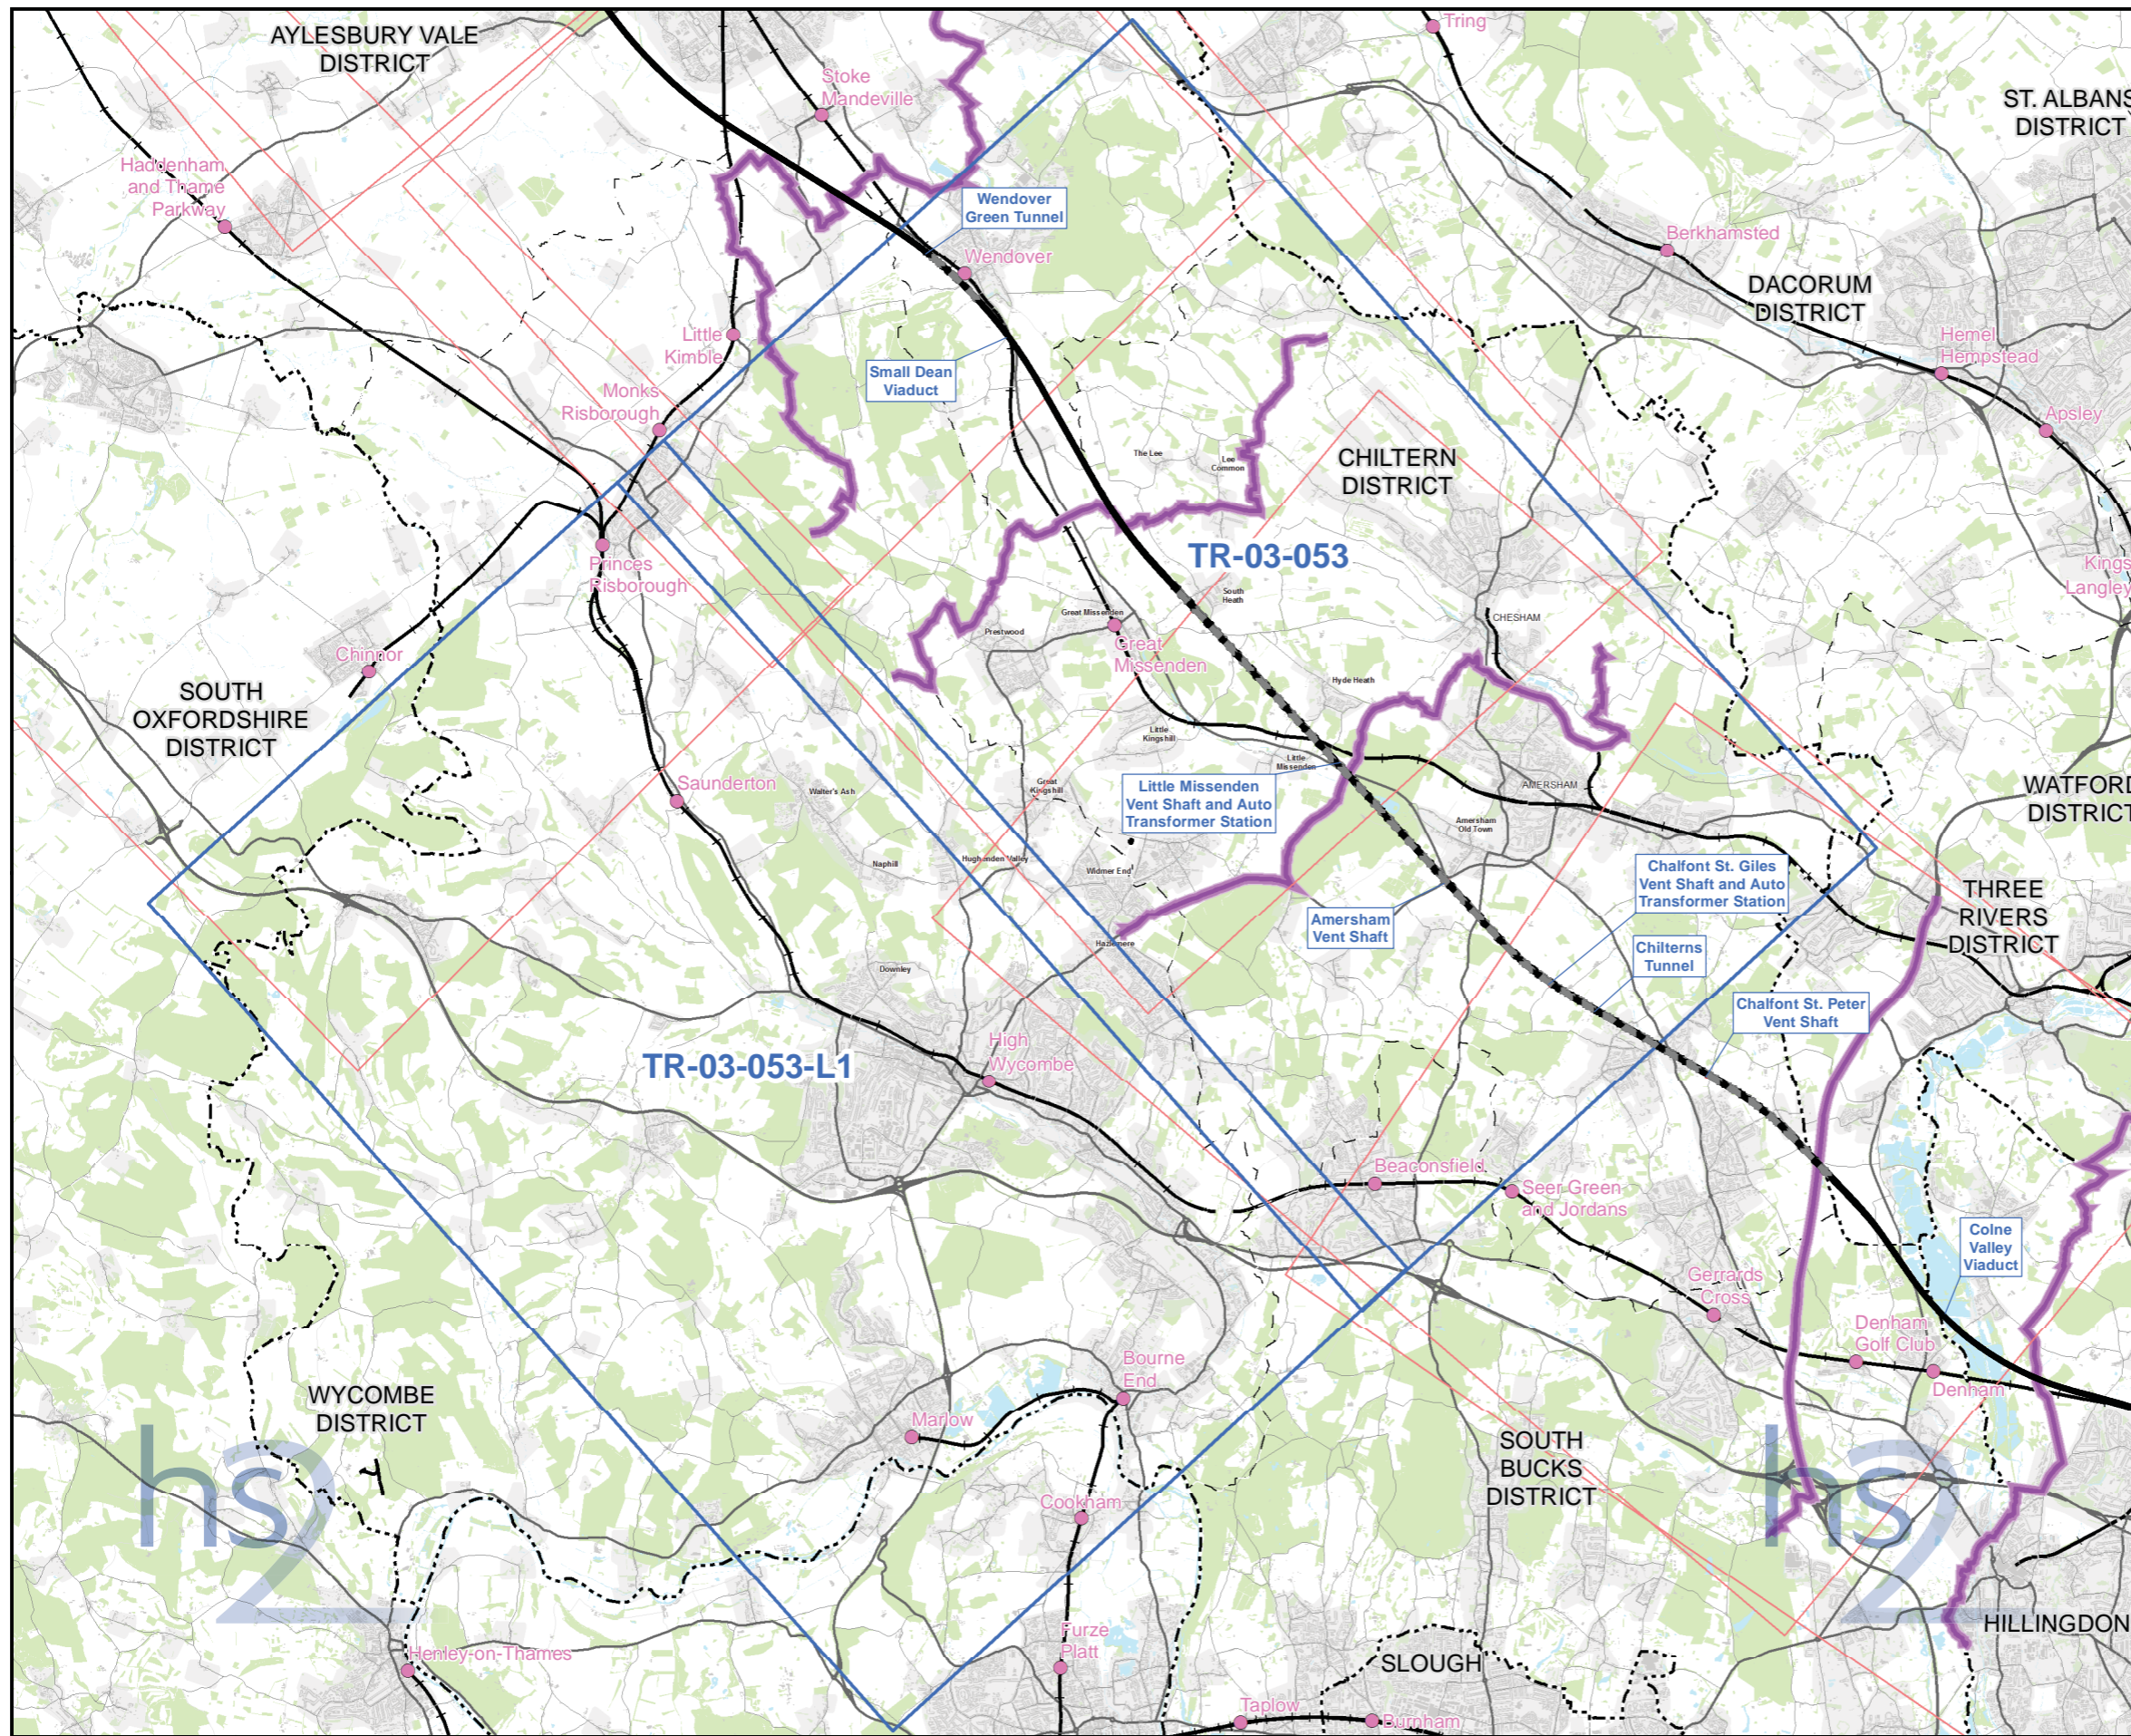 AYLESBURY VALE
DISTRICT
Tring
Stoke
Mandeville
ST. ALBANS
DISTRICT
Haddenham
and Thame
Parkway
Wendover
Green Tunnel
Wendover
Berkhamsted
DACORUM
DISTRICT
Little
Kimble
Hemel
Hempstead
Small Dean
Viaduct
Monks
Risborough
Apsley
The Lee
Lee
Common
CHILTERN
DISTRICT
TR-03-053
Princes
Risborough
Kings
Langley
South
Heath
Great Missenden
CHESHAM
Prestwood
Great
Missenden
Chinnor
Hyde Heath
SOUTH
OXFORDSHIRE
DISTRICT
Little
Kingshill
Little
Missenden
Saunderton
Walter's Ash
Great
Kingshill
Little Missenden
Vent Shaft and Auto
Transformer Station
AMERSHAM
WATFORD
DISTRICT
Amersham
Old Town
Naphill
Hughenden Valley
Widmer End
Chalfont St. Giles
Vent Shaft and Auto
Transformer Station
THREE
RIVERS
DISTRICT
Amersham
Vent Shaft
Hazlemere
Chilterns
Tunnel
Downley
Chalfont St. Peter
Vent Shaft
High
Wycombe
TR-03-053-L1
Beaconsfield
Seer Green
and Jordans
Colne
Valley
Viaduct
Gerrards
Cross
Denham
Golf Club
Denham
Bourne
End
WYCOMBE
DISTRICT
Marlow
SOUTH
BUCKS
DISTRICT
hs2
hs2
Cookham
HILLINGDON
Furze
Platt
Henley-on-Thames
SLOUGH
Taplow
Burnham